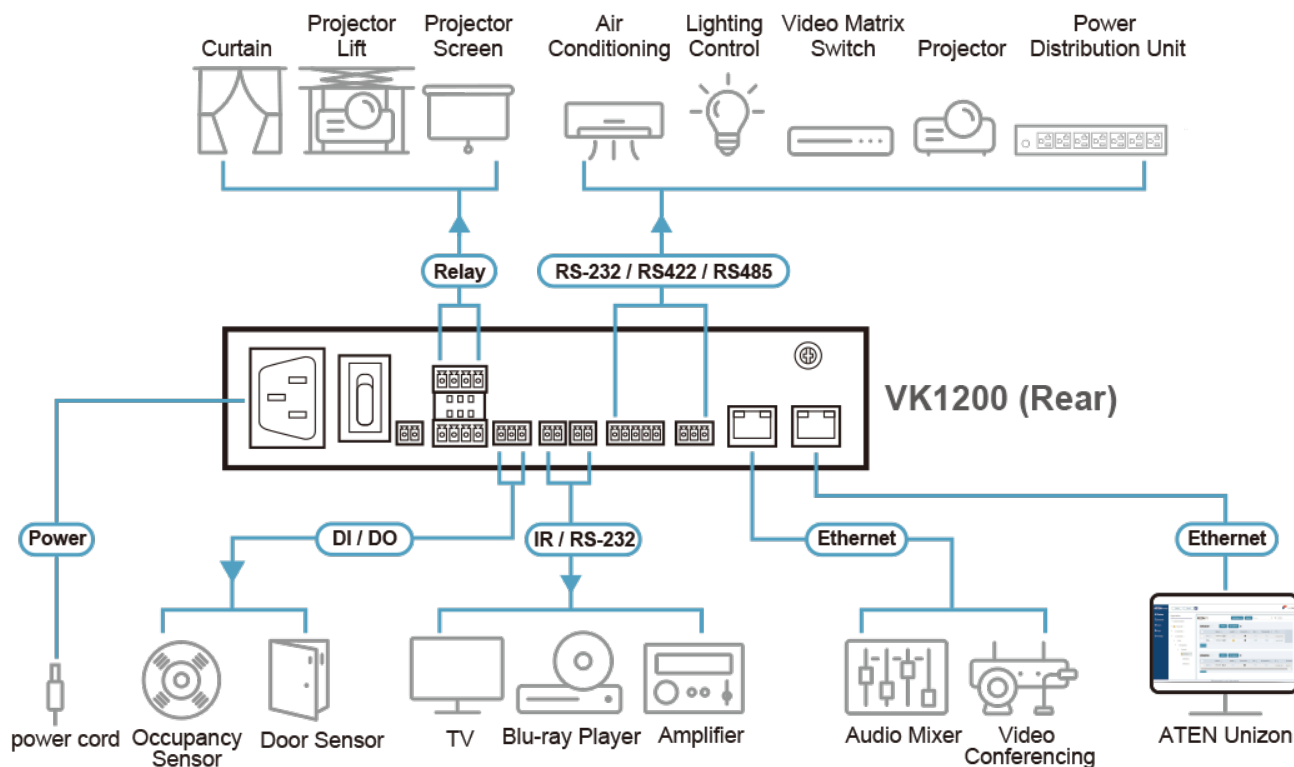 Curtain
Projector
Lift
Projector
Screen
Air
Conditioning
Lighting
Control
Video Matrix
Switch
Projector
Power
Distribution Unit
Relay
RS-232 / RS422 / RS485
VK1200 (Rear)
Power
DI / DO
IR / RS-232
Ethernet
Ethernet
power cord
Occupancy
Sensor
Door Sensor
TV
Blu-ray Player
Amplifier
Audio Mixer
Video
Conferencing
ATEN Unizon